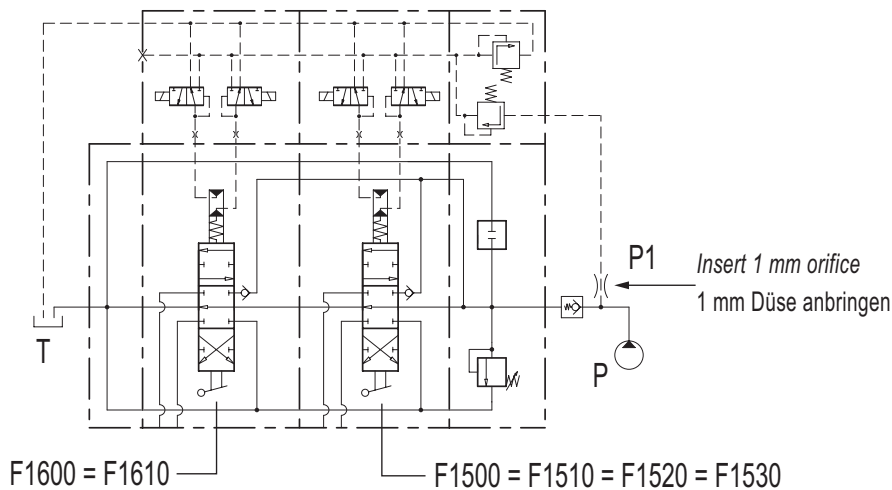 P1
Insert 1 mm orifice
1 mm Düse anbringen
T
P
F1600 = F1610
F1500 = F1510 = F1520 = F1530